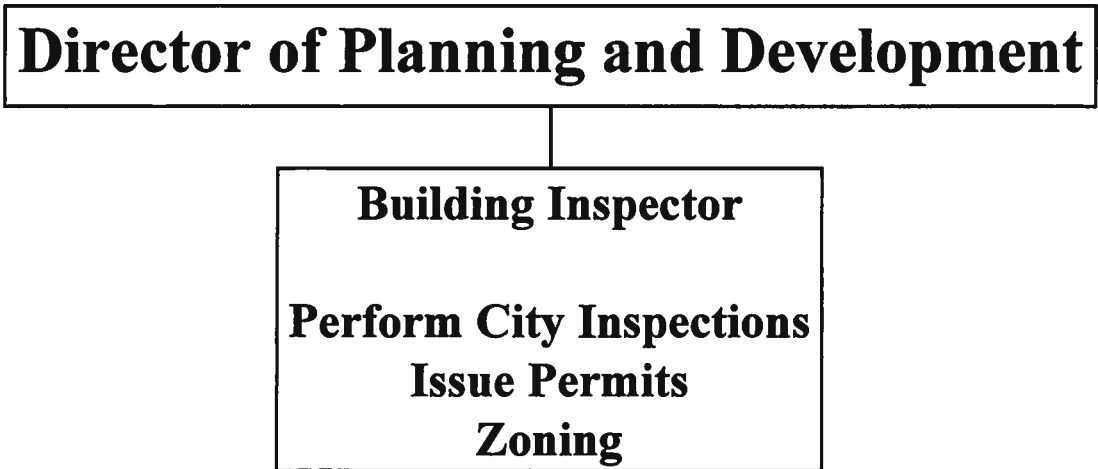 Director of Planning and Development
Building Inspector
Perform City Inspections
Issue Permits
Zoning